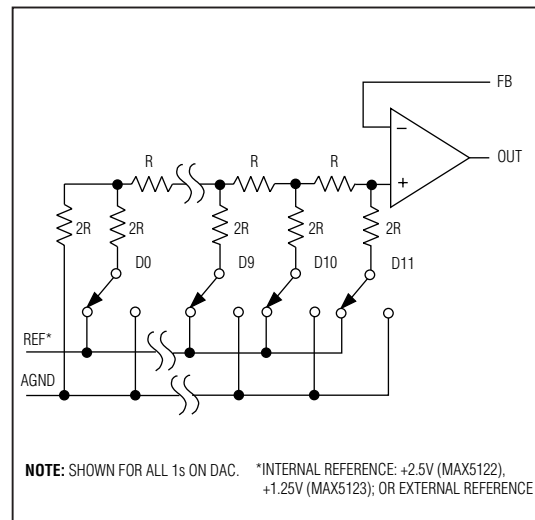 FB
R
R
R
−
+
OUT
2R
2R
2R
2R
2R
D0
D9
D10
D11
REF*
AGND
NOTE: SHOWN FOR ALL 1s ON DAC. *INTERNAL REFERENCE: +2.5V (MAX5122),
+1.25V (MAX5123); OR EXTERNAL REFERENCE